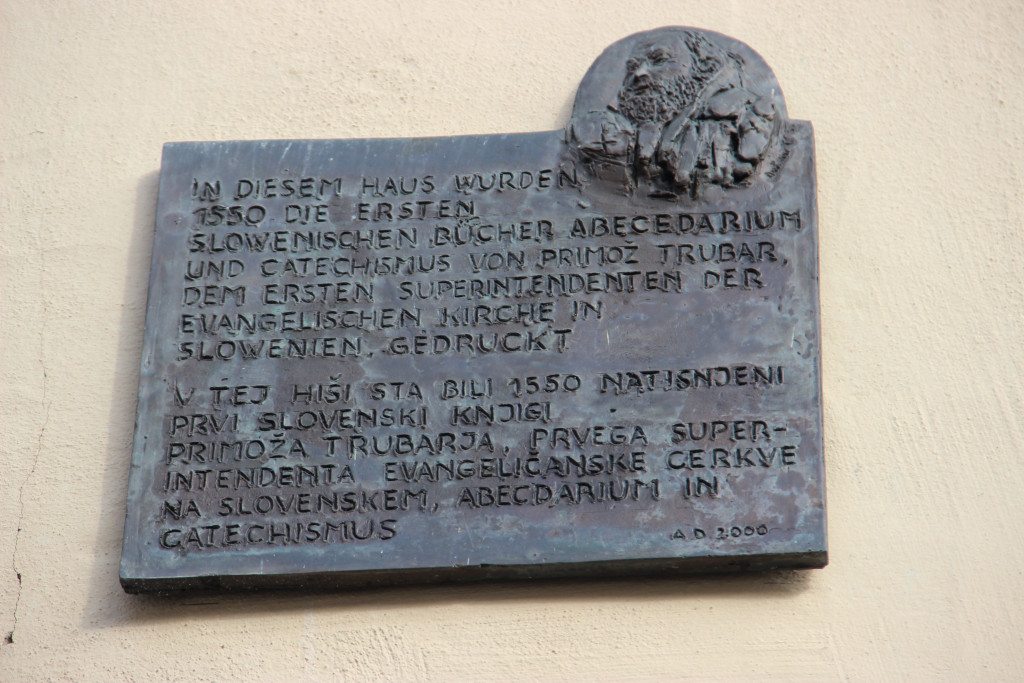 IN DIESEM HAUS WURDEN
1550 DIE ERSTEN
SLOWENISCHEN BÜCHER ABECEDARIUM
UND CATECHISMUS VON PRIMOŽ TRUBAR,
DEM ERSTEN SUPERINTENDENTEN DER
EVANGELISCHEN KIRCHE IN
SLOWENIEN, GEDRUCKT
V TEJ HIŠI STA BILI 1550 NATISNJENI
PRVI SLOVENSKI KNJIGI
PRIMOŽA TRUBARJA, PRVEGA SUPER-
INTENDENTA EVANGELIČANSKE CERKVE
NA SLOVENSKEM, ABECDARIUM IN
CATECHISMUS
A.D. 2000